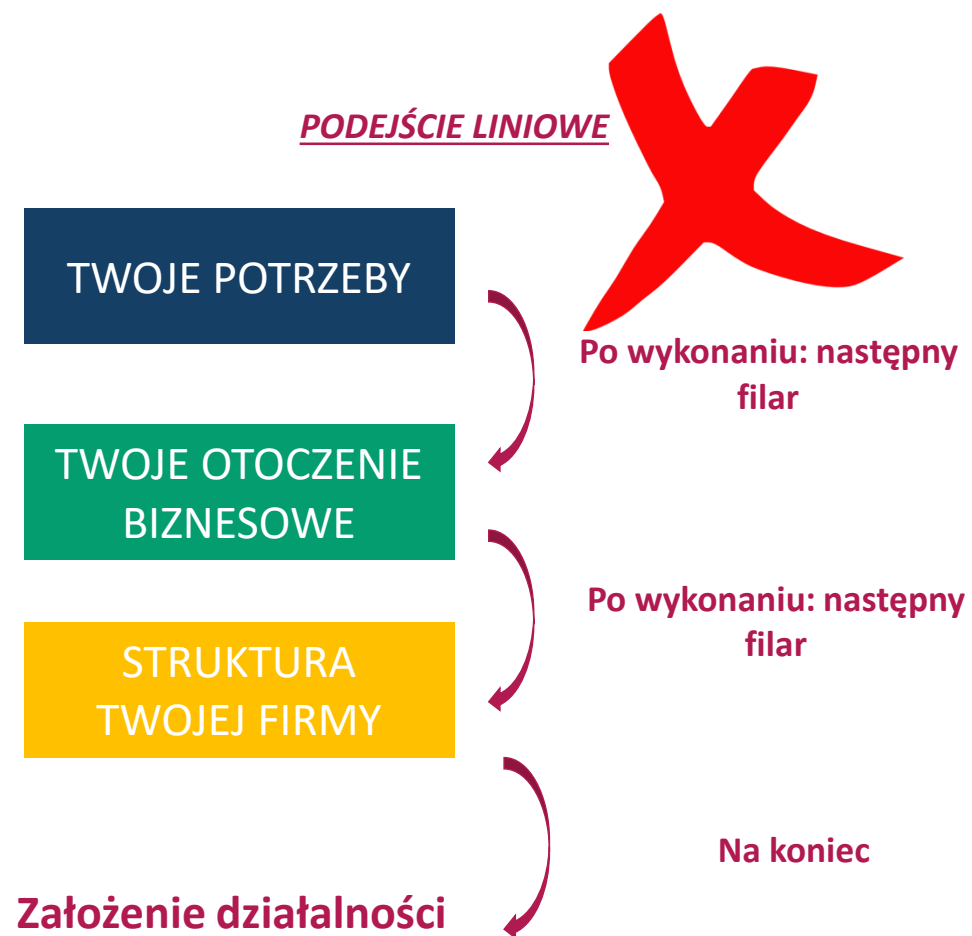 PODEJŚCIE LINIOWE
TWOJE POTRZEBY
Po wykonaniu: następny
filar
TWOJE OTOCZENIE
BIZNESOWE
Po wykonaniu: następny
filar
STRUKTURA
TWOJEJ FIRMY
Na koniec
Założenie działalności